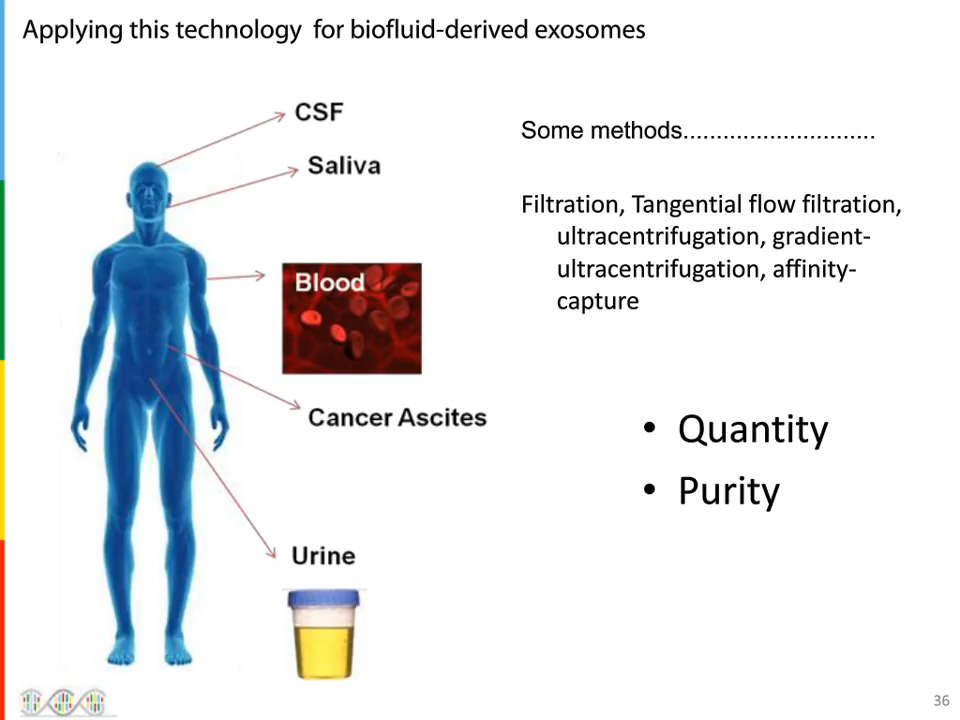 Applying this technology for biofluid-derived exosomes
CSF
Saliva
Blood
Cancer Ascites
Urine
Some methods.............................
Filtration, Tangential flow filtration,
ultracentrifugation, gradient-
ultracentrifugation, affinity-
capture
• Quantity
• Purity
36